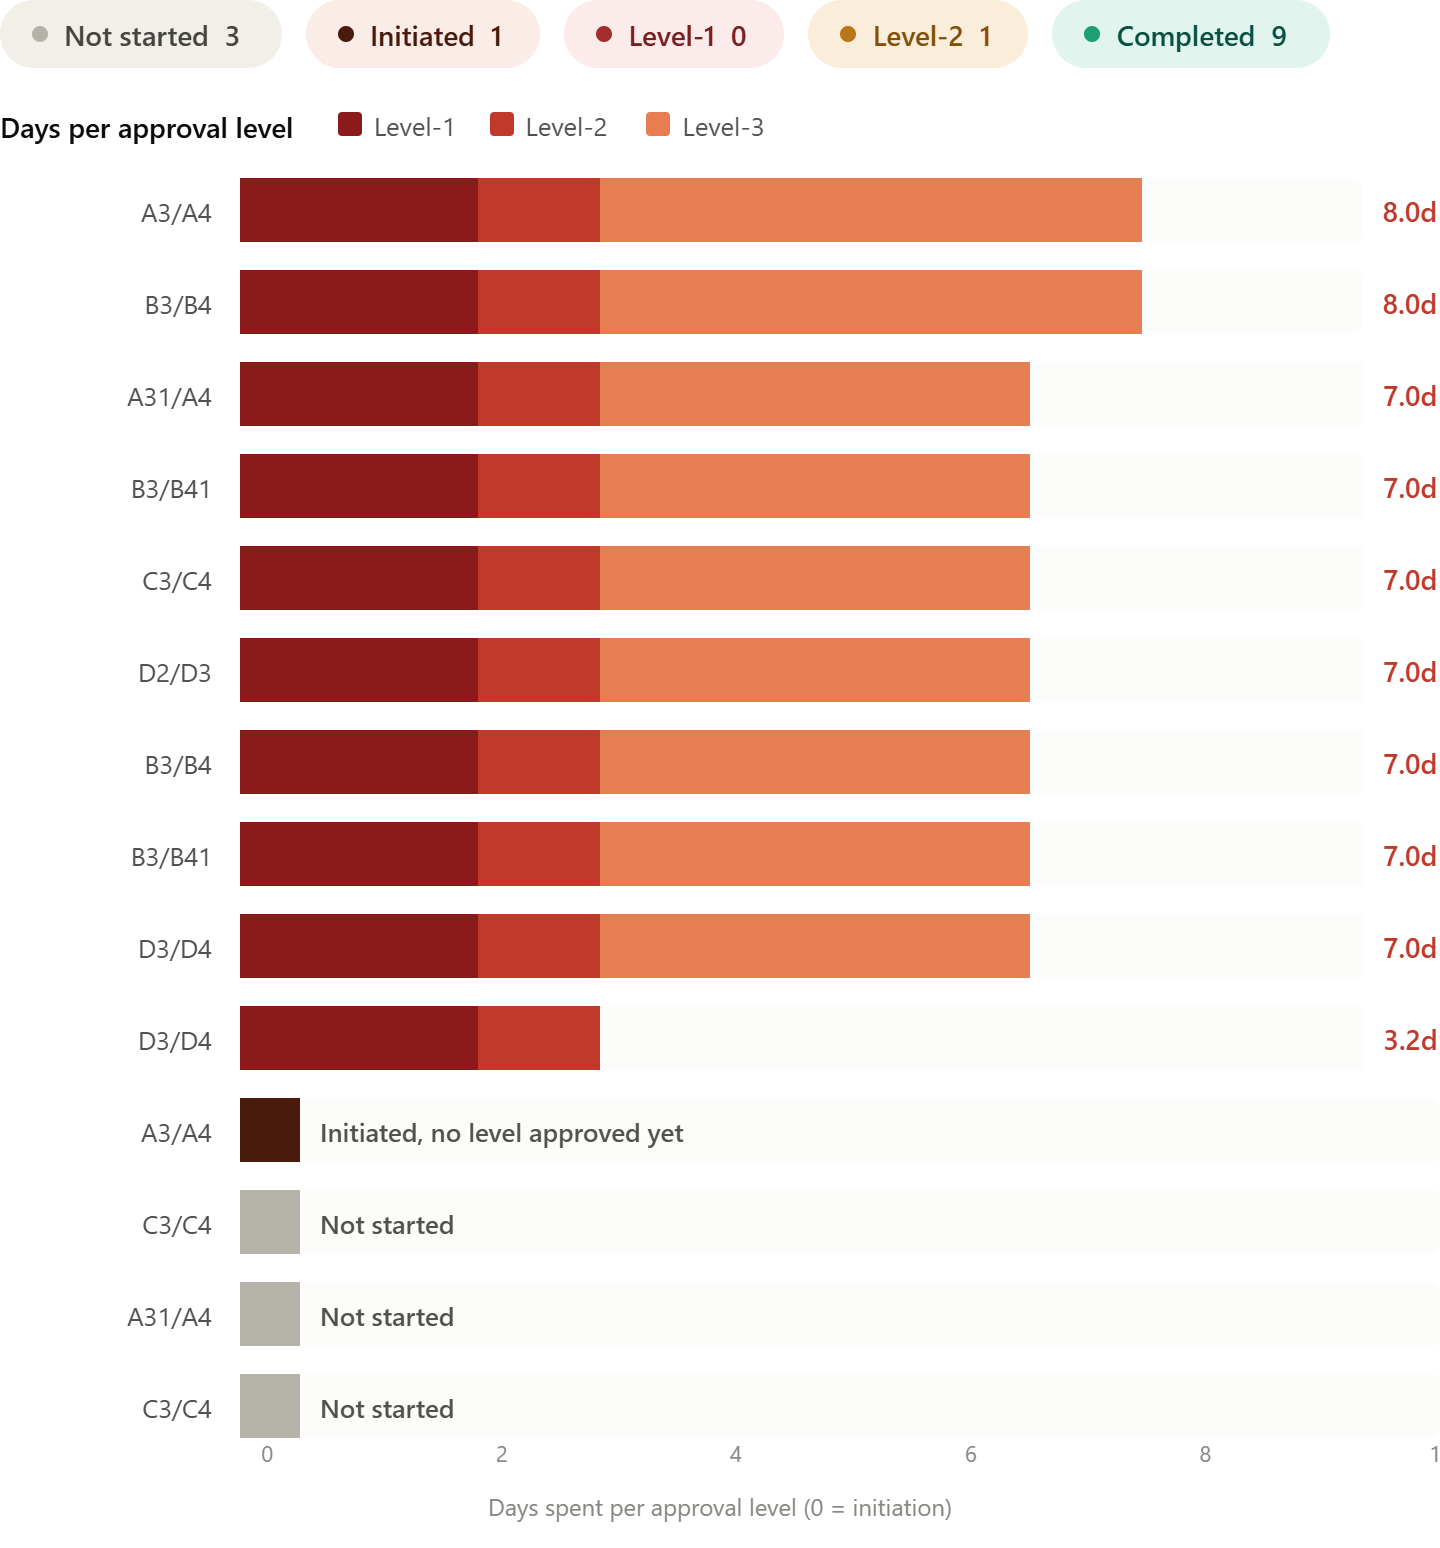 Not started 3 Initiated 1 Level-1 0 Level-2 1 Completed 9
Days per approval level Level-1 Level-2 Level-3
A3/A4 8.0d
B3/B4 8.0d
A31/A4 7.0d
B3/B41 7.0d
C3/C4 7.0d
D2/D3 7.0d
B3/B4 7.0d
B3/B41 7.0d
D3/D4 7.0d
D3/D4 3.2d
A3/A4 Initiated, no level approved yet
C3/C4 Not started
A31/A4 Not started
C3/C4 Not started
0 2 4 6 8 1
Days spent per approval level (0 = initiation)